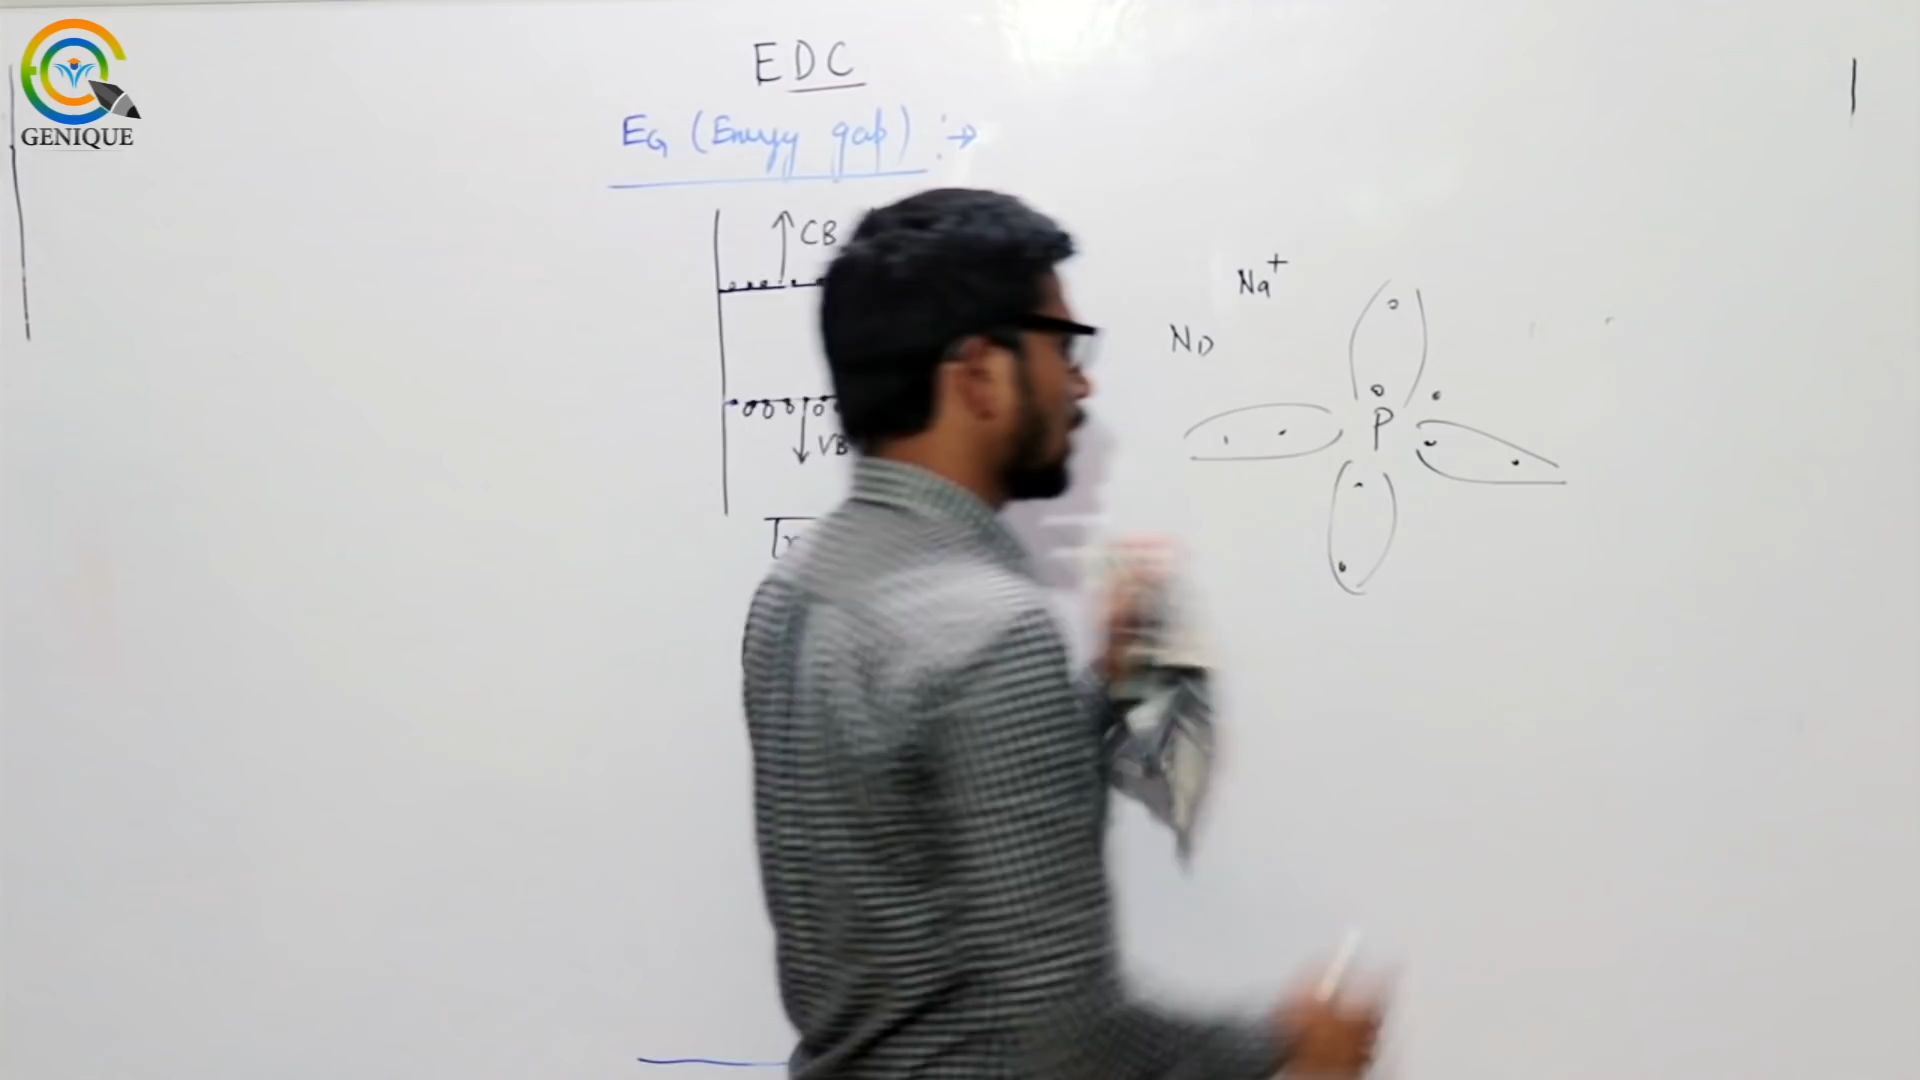 GENIQUE
EDC
EG (Energy gap) :→
CB
VB
Na+
ND
P